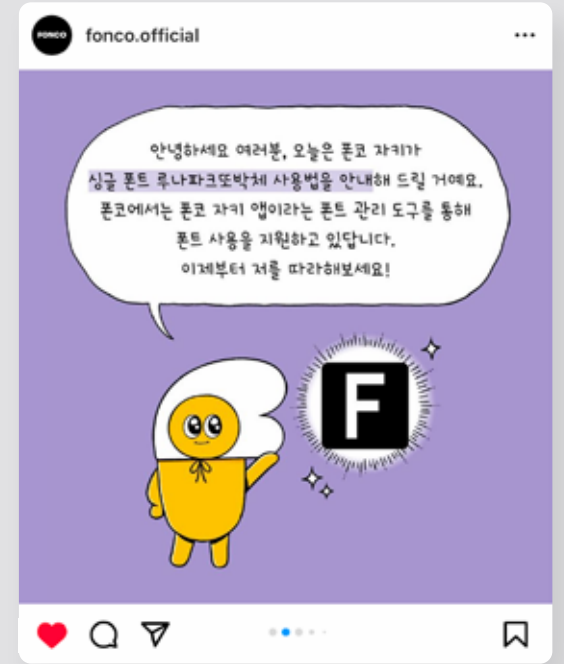 FONCO
fonco.official
안녕하세요 여러분, 오늘은 폰코 자키가
싱글 폰트 루나파크또박체 사용법을 안내해 드릴 거예요.
폰코에서는 폰코 자키 앱이라는 폰트 관리 도구를 통해
폰트 사용을 지원하고 있답니다.
이제부터 저를 따라해보세요!
F